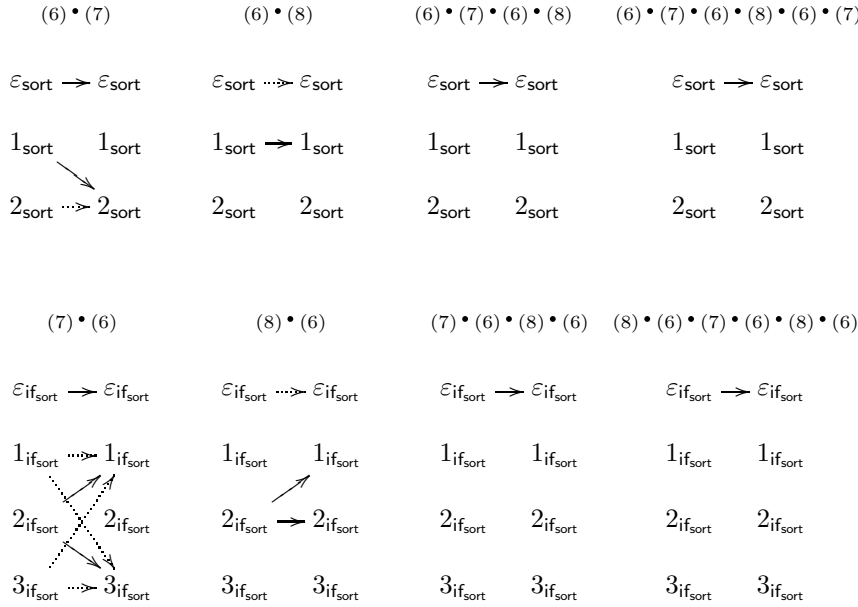 (6) • (7) (6) • (8) (6) • (7) • (6) • (8) (6) • (7) • (6) • (8) • (6) • (7)
ε_sort ε_sort ε_sort ε_sort ε_sort ε_sort ε_sort ε_sort
1_sort 1_sort 1_sort 1_sort 1_sort 1_sort 1_sort 1_sort
2_sort 2_sort 2_sort 2_sort 2_sort 2_sort 2_sort 2_sort
(7) • (6) (8) • (6) (7) • (6) • (8) • (6) (8) • (6) • (7) • (6) • (8) • (6)
ε_if_sort ε_if_sort ε_if_sort ε_if_sort ε_if_sort ε_if_sort ε_if_sort ε_if_sort
1_if_sort 1_if_sort 1_if_sort 1_if_sort 1_if_sort 1_if_sort 1_if_sort 1_if_sort
2_if_sort 2_if_sort 2_if_sort 2_if_sort 2_if_sort 2_if_sort 2_if_sort 2_if_sort
3_if_sort 3_if_sort 3_if_sort 3_if_sort 3_if_sort 3_if_sort 3_if_sort 3_if_sort